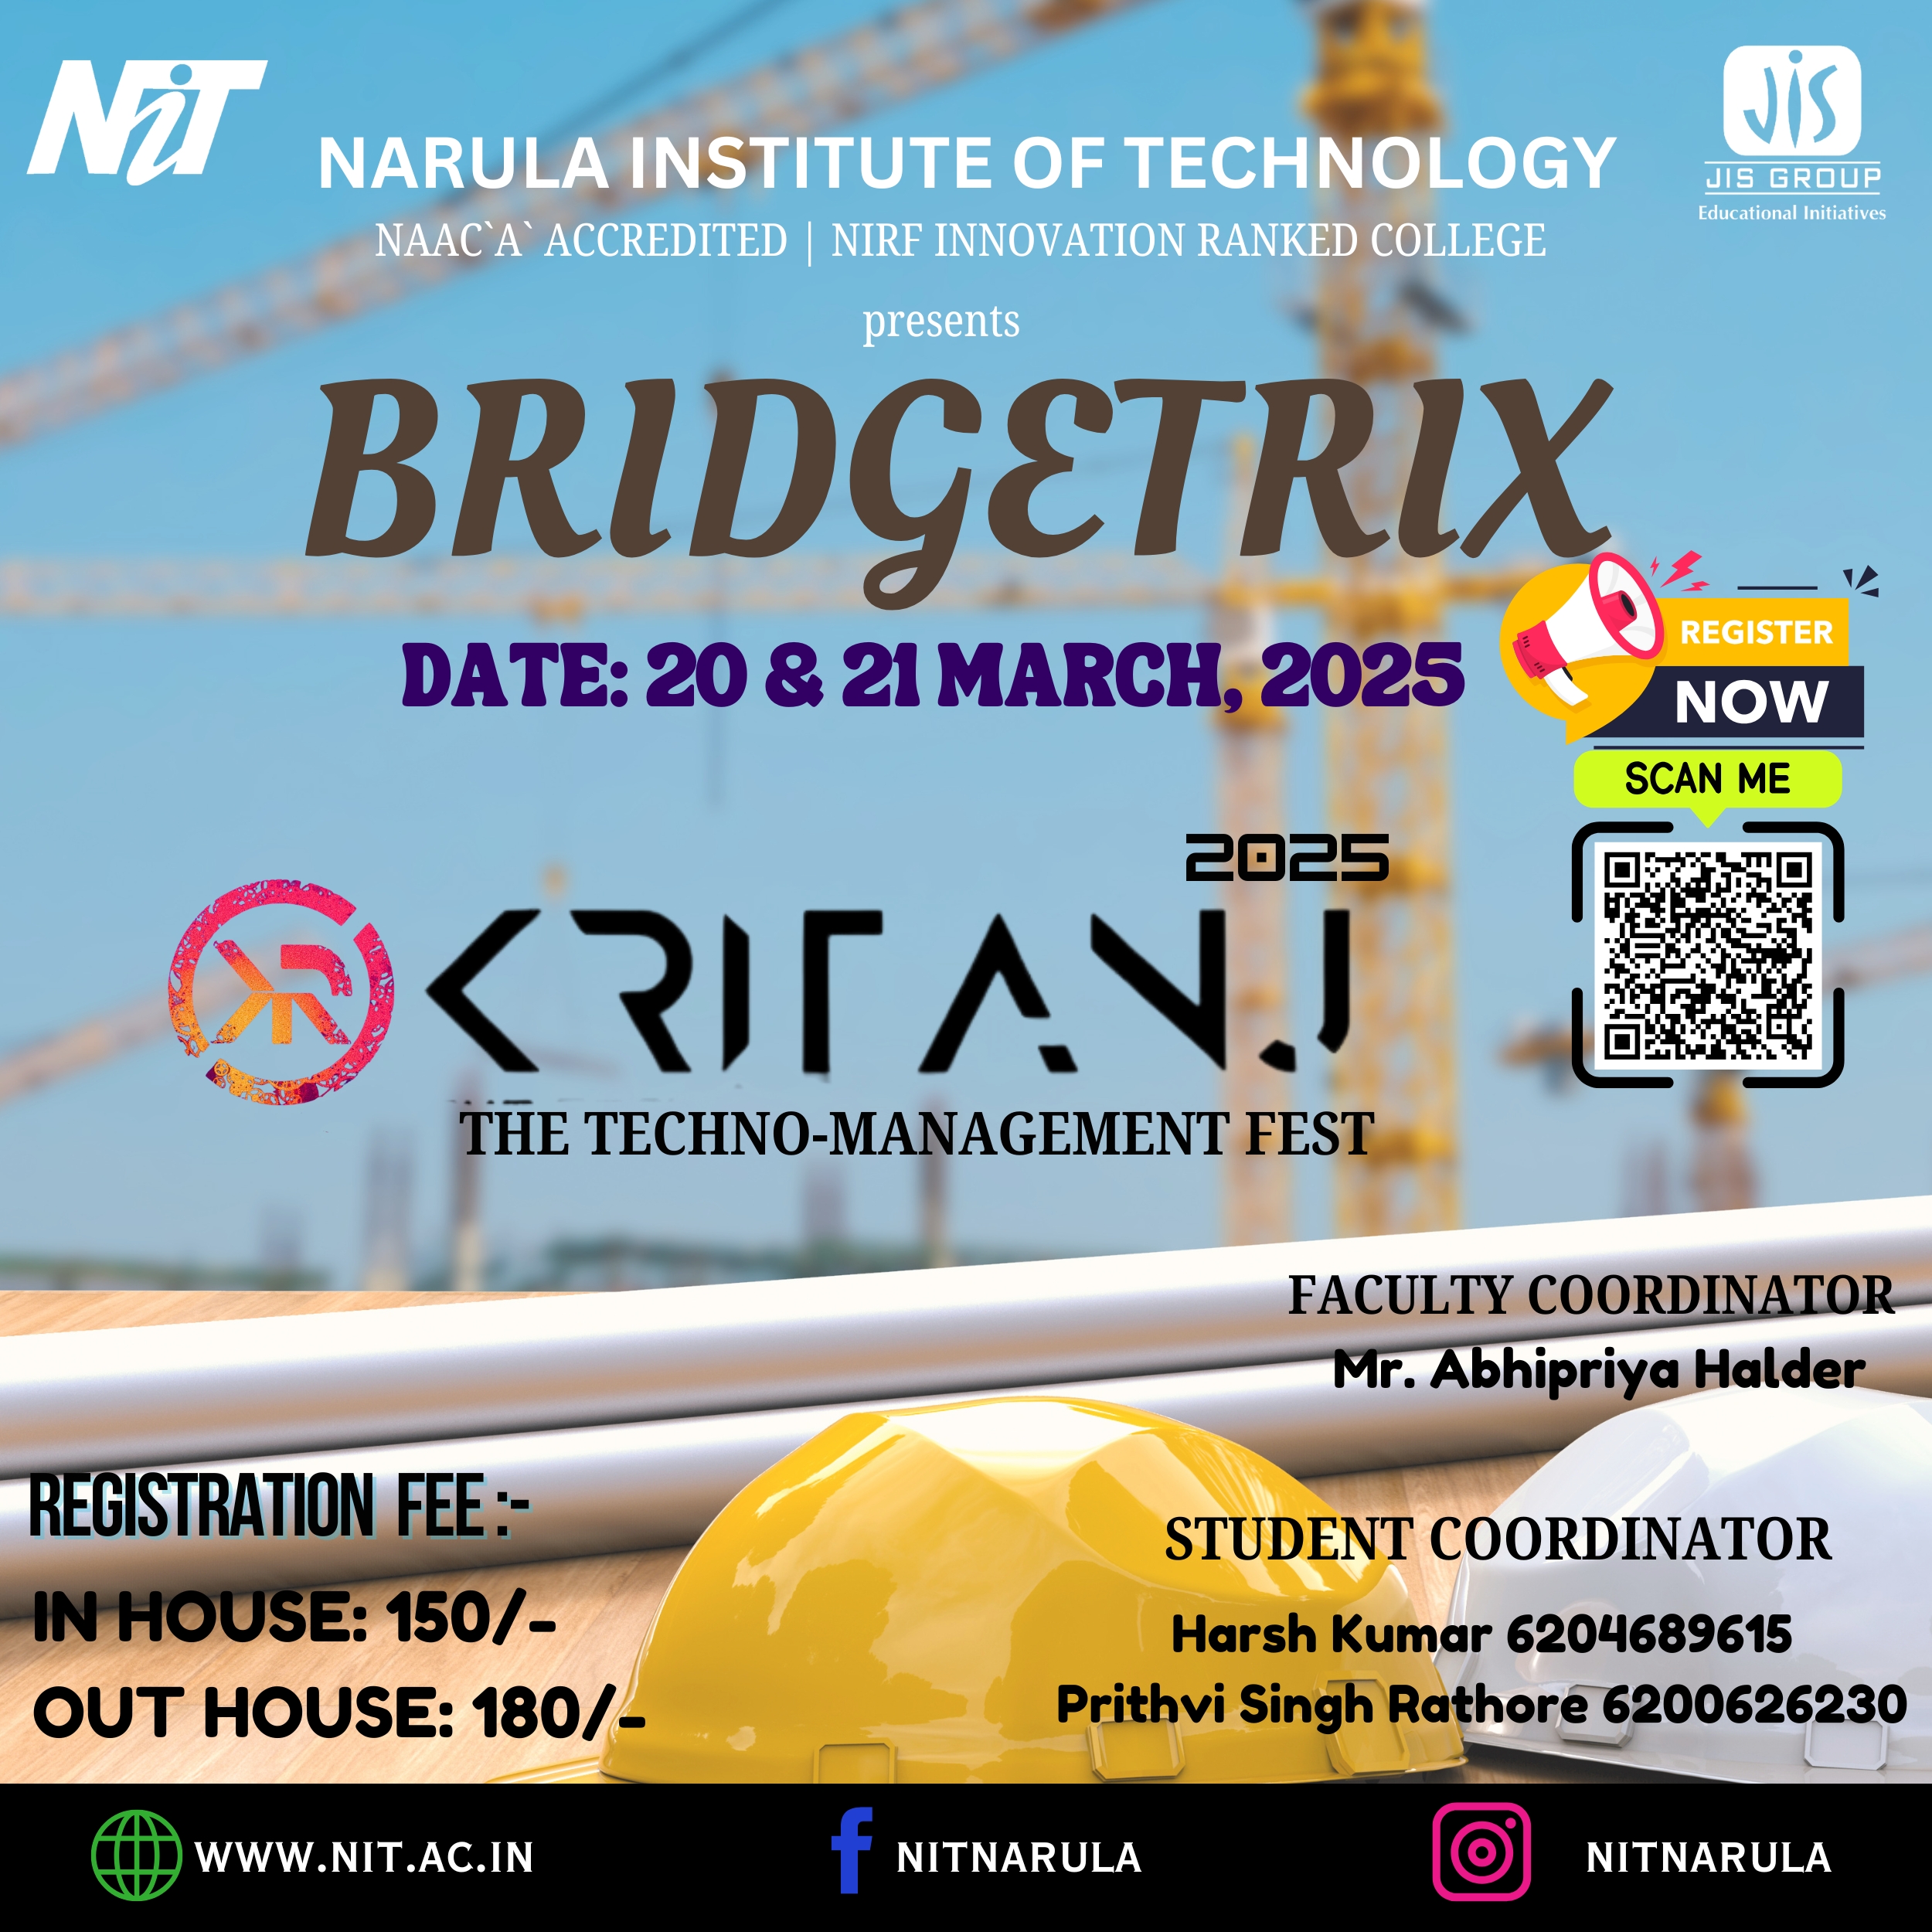 NiT
JiS
JIS GROUP
Educational Initiatives
NARULA INSTITUTE OF TECHNOLOGY
NAAC`A` ACCREDITED | NIRF INNOVATION RANKED COLLEGE
presents
BRIDGETRIX
DATE: 20 & 21 MARCH, 2025
REGISTER
NOW
SCAN ME
2025
KR
KRITANJ
THE TECHNO-MANAGEMENT FEST
FACULTY COORDINATOR
Mr. Abhipriya Halder
REGISTRATION FEE :-
IN HOUSE: 150/-
OUT HOUSE: 180/-
STUDENT COORDINATOR
Harsh Kumar 6204689615
Prithvi Singh Rathore 6200626230
WWW.NIT.AC.IN
NITNARULA
NITNARULA